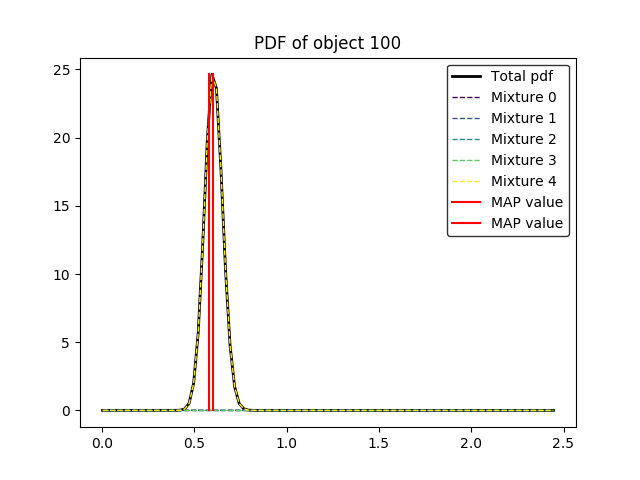 PDF of object 100
25
20
15
10
5
0
0.0 0.5 1.0 1.5 2.0 2.5
Total pdf
Mixture 0
Mixture 1
Mixture 2
Mixture 3
Mixture 4
MAP value
MAP value